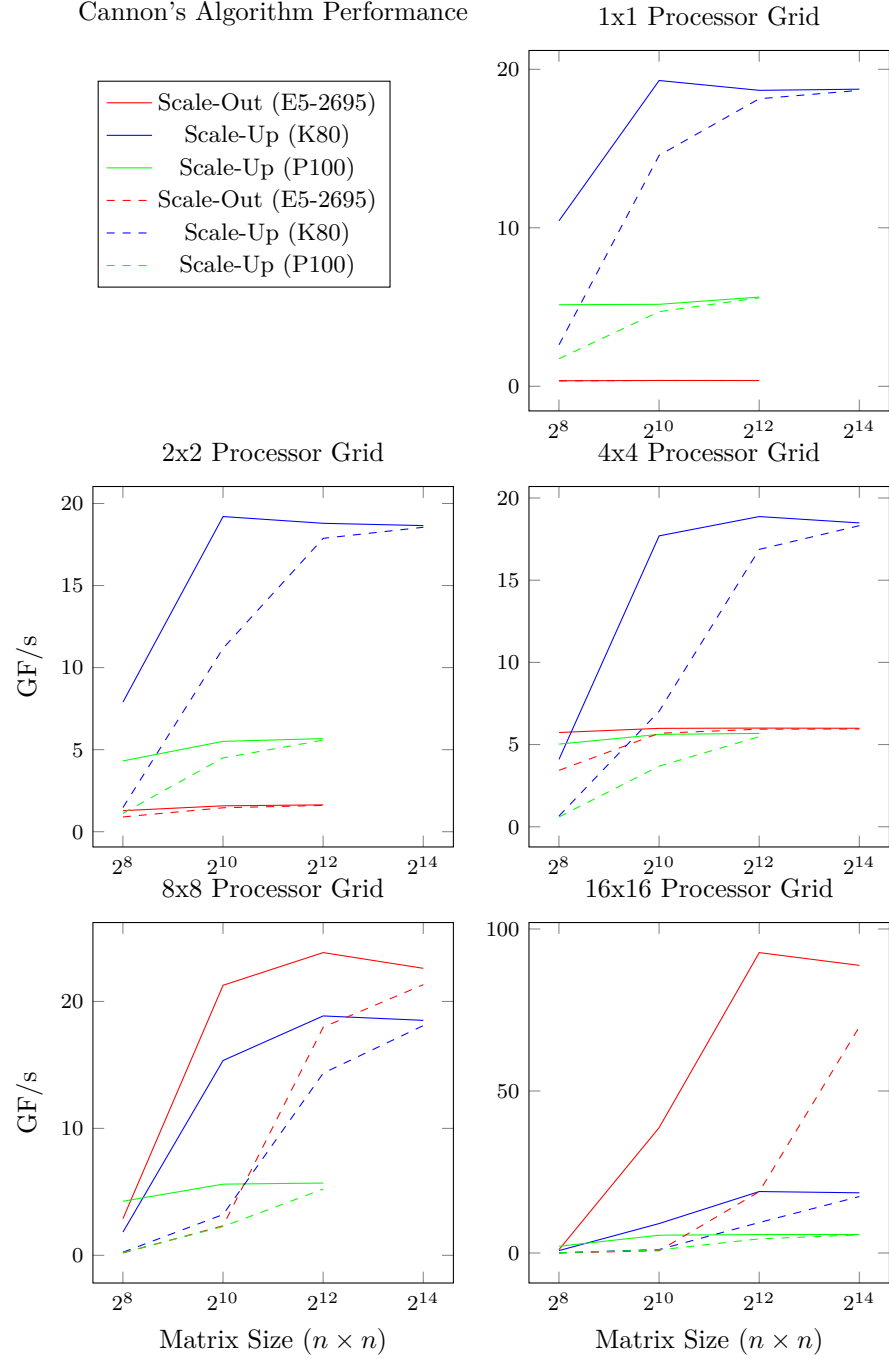 Cannon's Algorithm Performance
Scale-Out (E5-2695)
Scale-Up (K80)
Scale-Up (P100)
Scale-Out (E5-2695)
Scale-Up (K80)
Scale-Up (P100)
1x1 Processor Grid
20
10
0
2^8 2^10 2^12 2^14
2x2 Processor Grid
GF/s
20
15
10
5
0
2^8 2^10 2^12 2^14
4x4 Processor Grid
20
15
10
5
0
2^8 2^10 2^12 2^14
8x8 Processor Grid
GF/s
20
10
0
2^8 2^10 2^12 2^14
Matrix Size (n × n)
16x16 Processor Grid
100
50
0
2^8 2^10 2^12 2^14
Matrix Size (n × n)